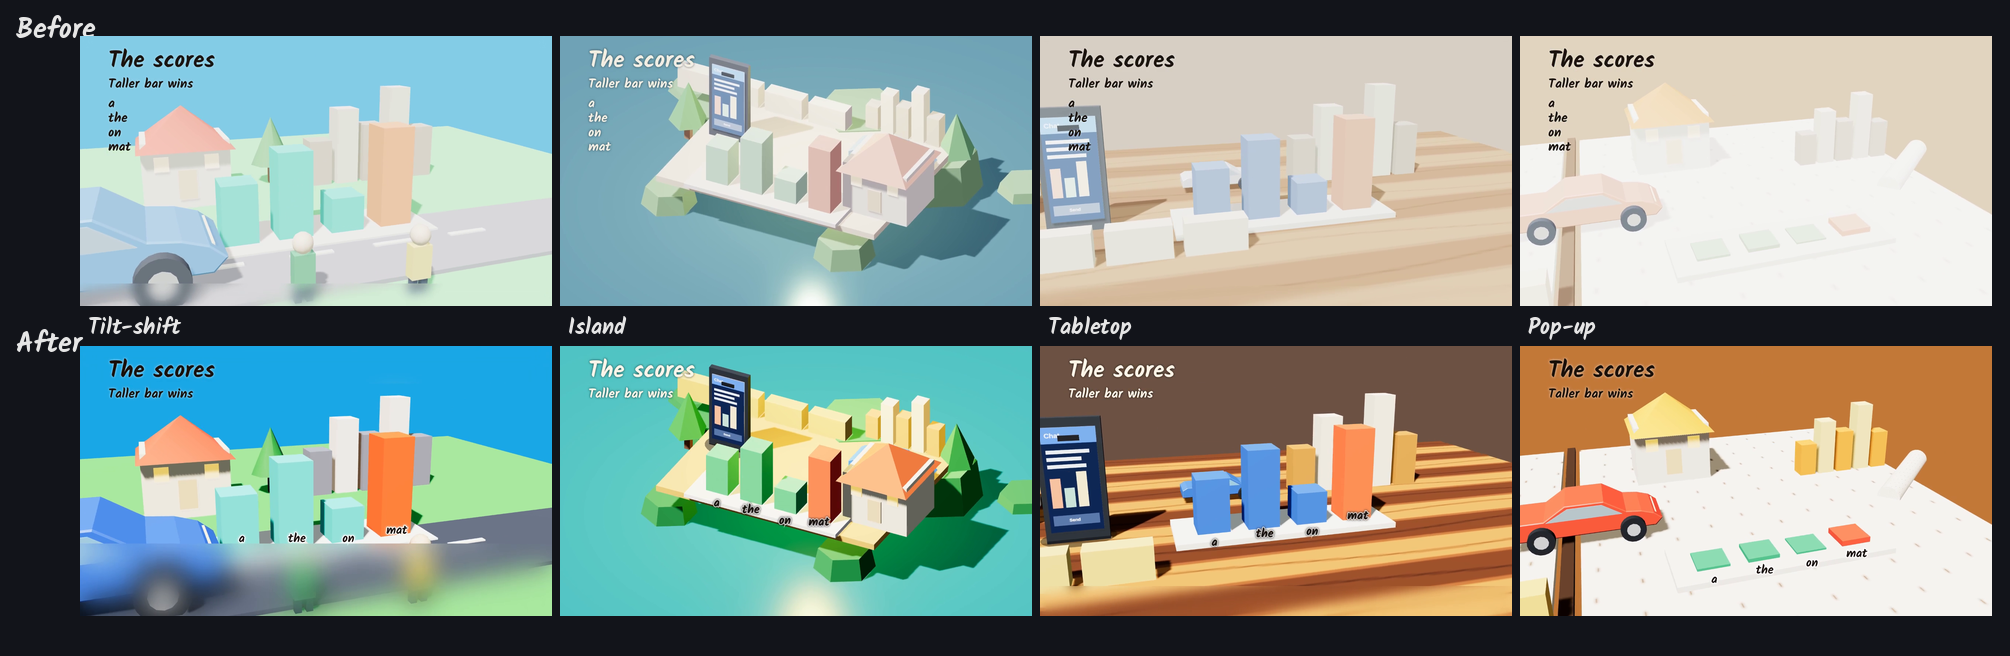 Before
The scores
Taller bar wins
a
the
on
mat
The scores
Taller bar wins
a
the
on
mat
Send
The scores
Taller bar wins
a
the
on
mat
Send
The scores
Taller bar wins
a
the
on
mat
Tilt-shift
Island
Tabletop
Pop-up
After
The scores
Taller bar wins
a
the
on
mat
The scores
Taller bar wins
a
the
on
mat
Send
The scores
Taller bar wins
Send
a
the
on
mat
The scores
Taller bar wins
a
the
on
mat